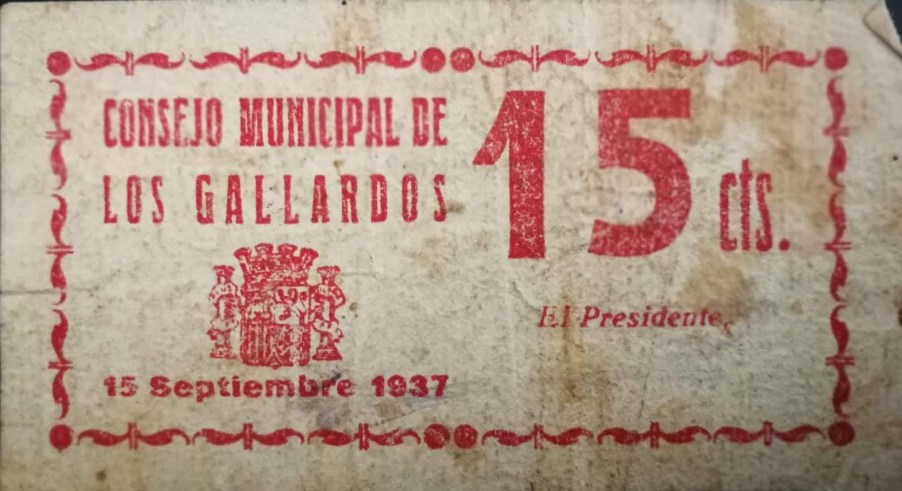 CONSEJO MUNICIPAL DE
LOS GALLARDOS
15 cts.
El Presidente,
15 Septiembre 1937